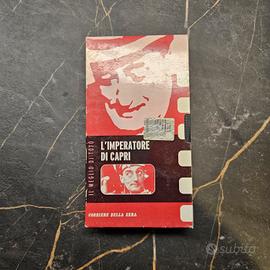 IL MEGLIO DI TOTÒ
L'IMPERATORE
DI CAPRI
CORRIERE DELLA SERA
subito